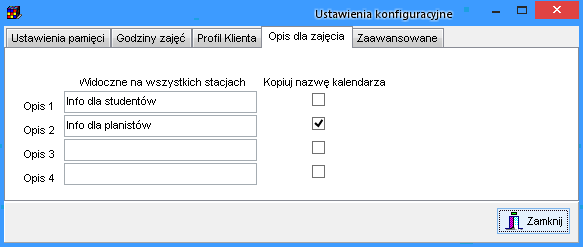 Ustawienia konfiguracyjne
Ustawienia pamięci Godziny zajęć Profil Klienta Opis dla zajęcia Zaawansowane
Widoczne na wszystkich stacjach Kopiuj nazwę kalendarza
Opis 1 Info dla studentów
Opis 2 Info dla planistów
Opis 3
Opis 4
Zamknij